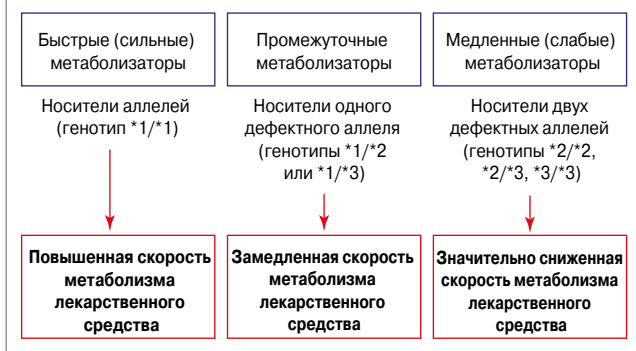 Быстрые (сильные)
метаболизаторы
Носители аллелей
(генотип *1/*1)
Повышенная скорость
метаболизма
лекарственного
средства
Промежуточные
метаболизаторы
Носители одного
дефектного аллеля
(генотипы *1/*2
или *1/*3)
Замедленная скорость
метаболизма
лекарственного
средства
Медленные (слабые)
метаболизаторы
Носители двух
дефектных аллелей
(генотипы *2/*2,
*2/*3, *3/*3)
Значительно сниженная
скорость метаболизма
лекарственного
средства